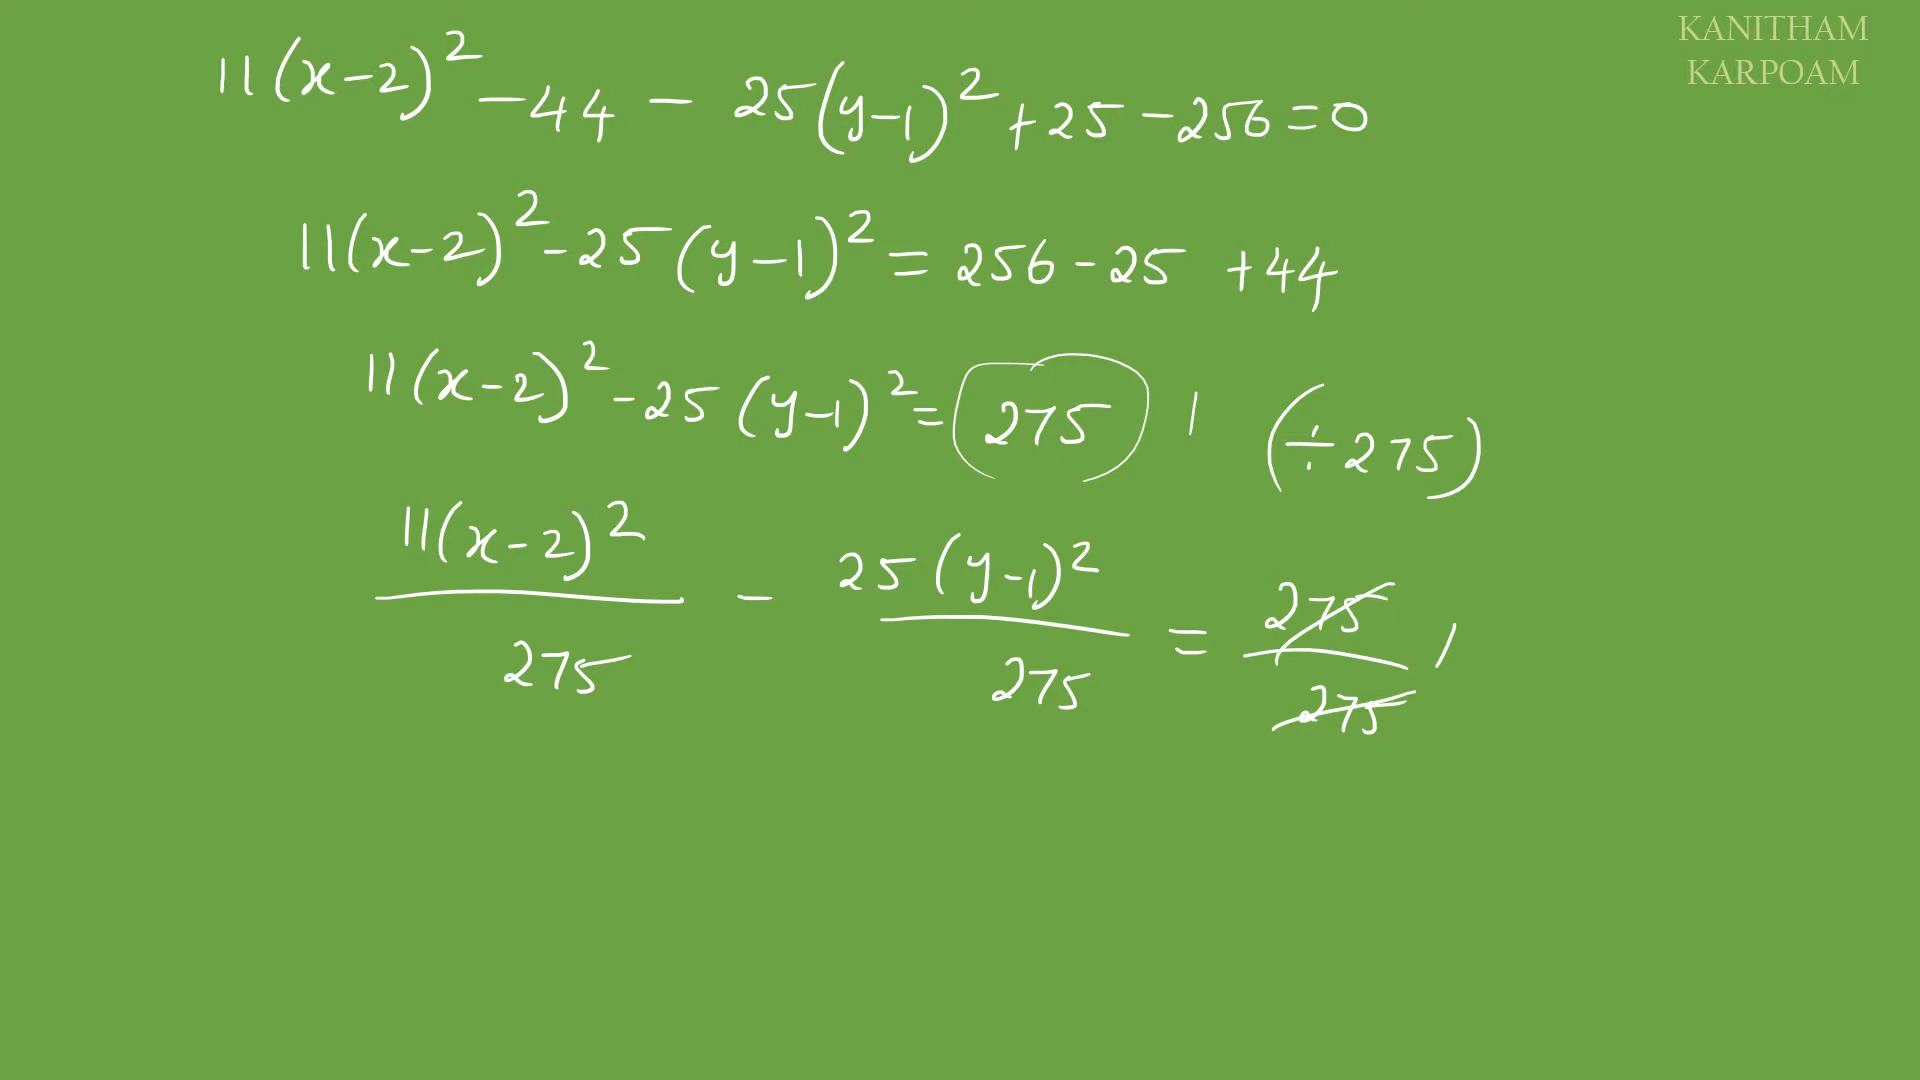 KANITHAM
KARPOAM
11(x-2)² - 44 - 25(y-1)² + 25 - 256 = 0
11(x-2)² - 25(y-1)² = 256 - 25 + 44
11(x-2)² - 25(y-1)² = 275, (÷275)
11(x-2)²/275 - 25(y-1)²/275 = 275/275,